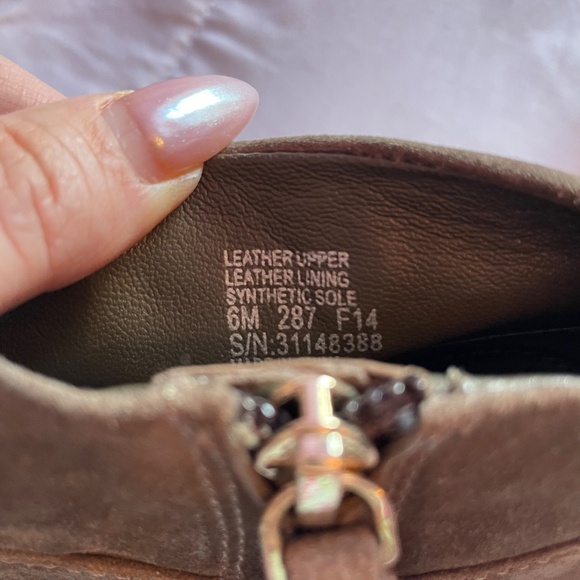 LEATHER UPPER
LEATHER LINING
SYNTHETIC SOLE
6M 287 F14
S/N:31148388